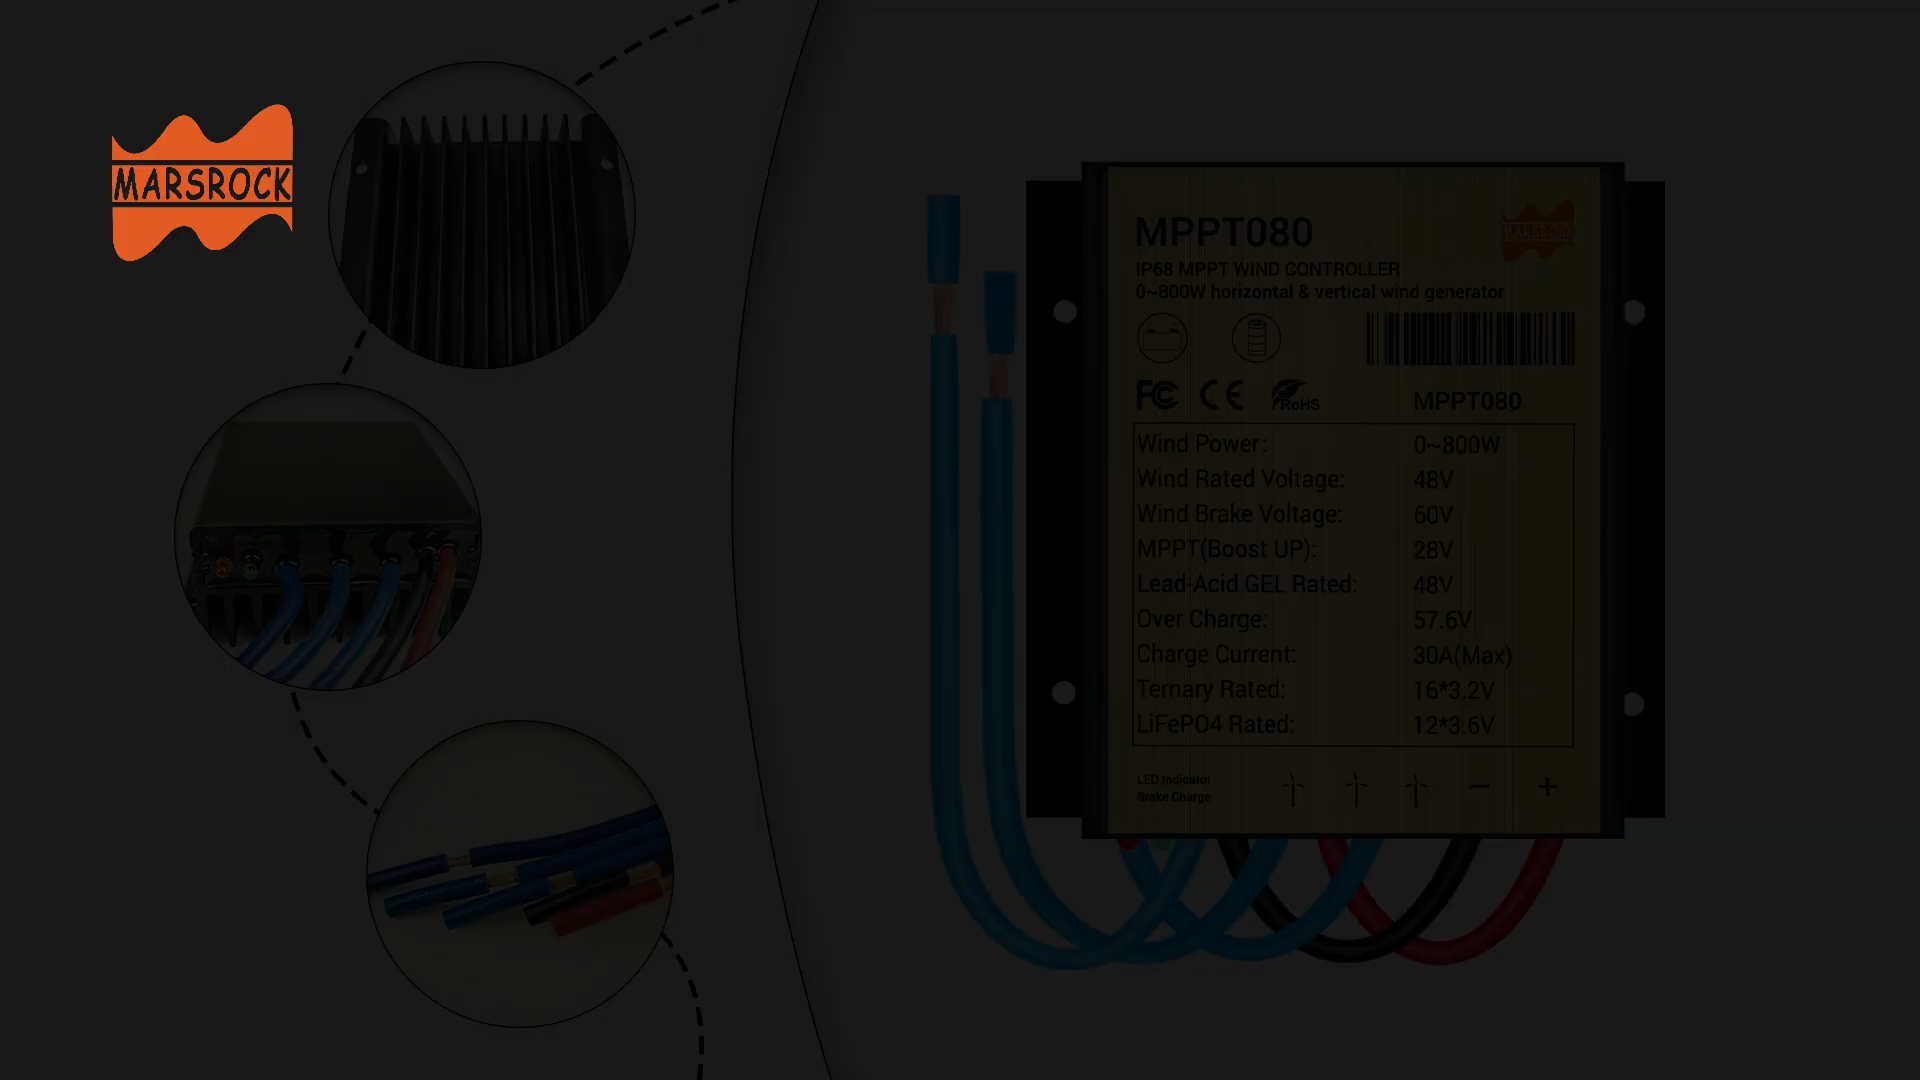 MARSROCK
MPPT080
MARSROCK
IP68 MPPT WIND CONTROLLER
0~800W horizontal & vertical wind generator
FC CE RoHS
MPPT080
Wind Power: 0~800W
Wind Rated Voltage: 48V
Wind Brake Voltage: 60V
MPPT(Boost UP): 28V
Lead-Acid GEL Rated: 48V
Over Charge: 57.6V
Charge Current: 30A(Max)
Ternary Rated: 16*3.2V
LiFePO4 Rated: 12*3.6V
LED Indicator
Brake Charge
− +